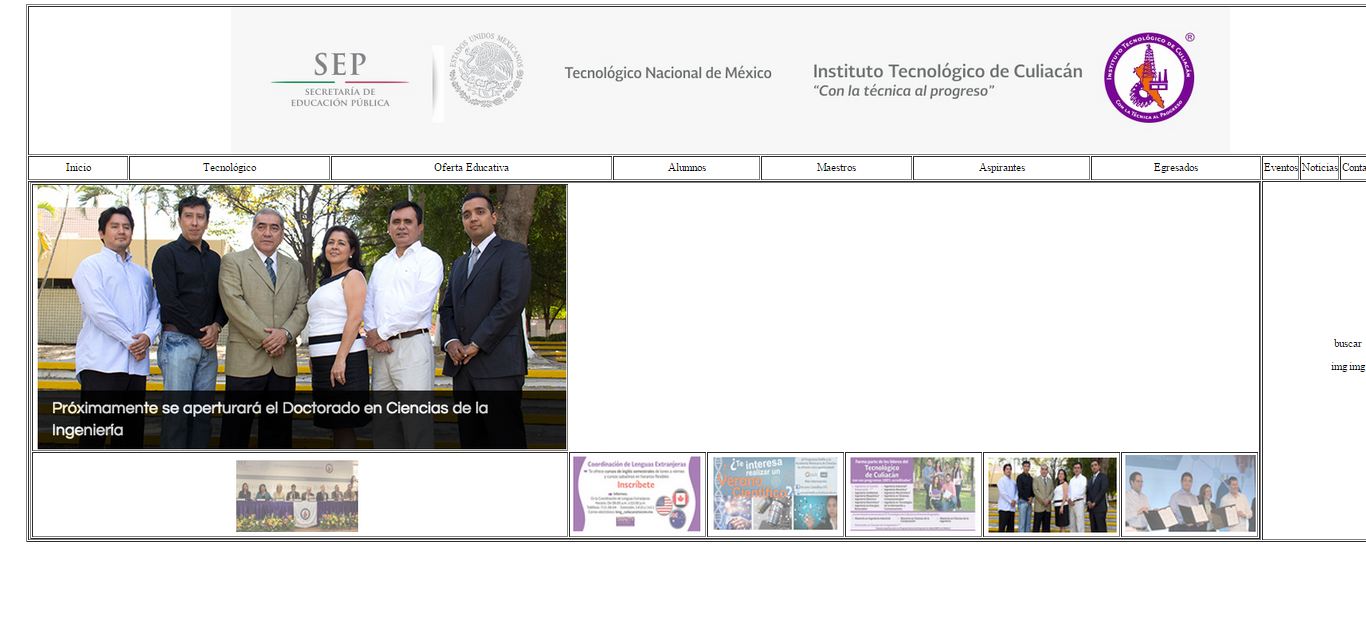 SEP
SECRETARÍA DE
EDUCACIÓN PÚBLICA
ESTADOS UNIDOS MEXICANOS
Tecnológico Nacional de México
Instituto Tecnológico de Culiacán
“Con la técnica al progreso”
INSTITUTO TECNOLÓGICO DE CULIACÁN
CON LA TÉCNICA AL PROGRESO
®
Inicio
Tecnológico
Oferta Educativa
Alumnos
Maestros
Aspirantes
Egresados
Eventos
Noticias
Conta
Próximamente se aperturará el Doctorado en Ciencias de la
Ingeniería
buscar
img img
Coordinación de Lenguas Extranjeras
Inscríbete
¿Te interesa
realizar un
Verano
Científico?
Forma parte de los líderes del
Tecnológico
de Culiacán